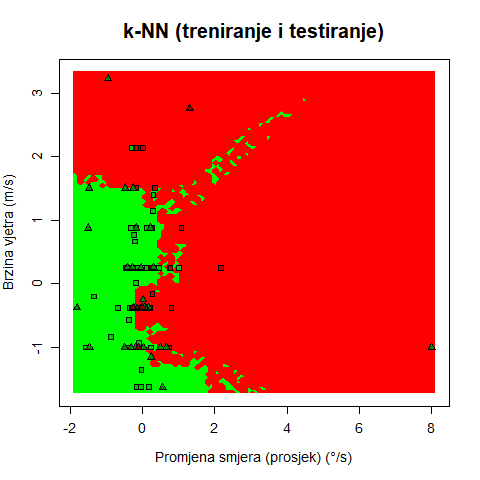 k-NN (treniranje i testiranje)
Brzina vjetra (m/s)
3
2
1
0
-1
-2 0 2 4 6 8
Promjena smjera (prosjek) (°/s)